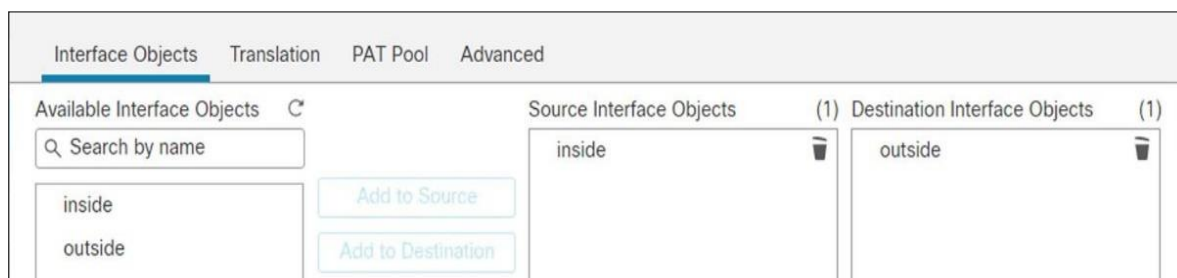 Interface Objects Translation PAT Pool Advanced
Available Interface Objects
Search by name
inside
outside
Add to Source
Add to Destination
Source Interface Objects (1)
inside
Destination Interface Objects (1)
outside